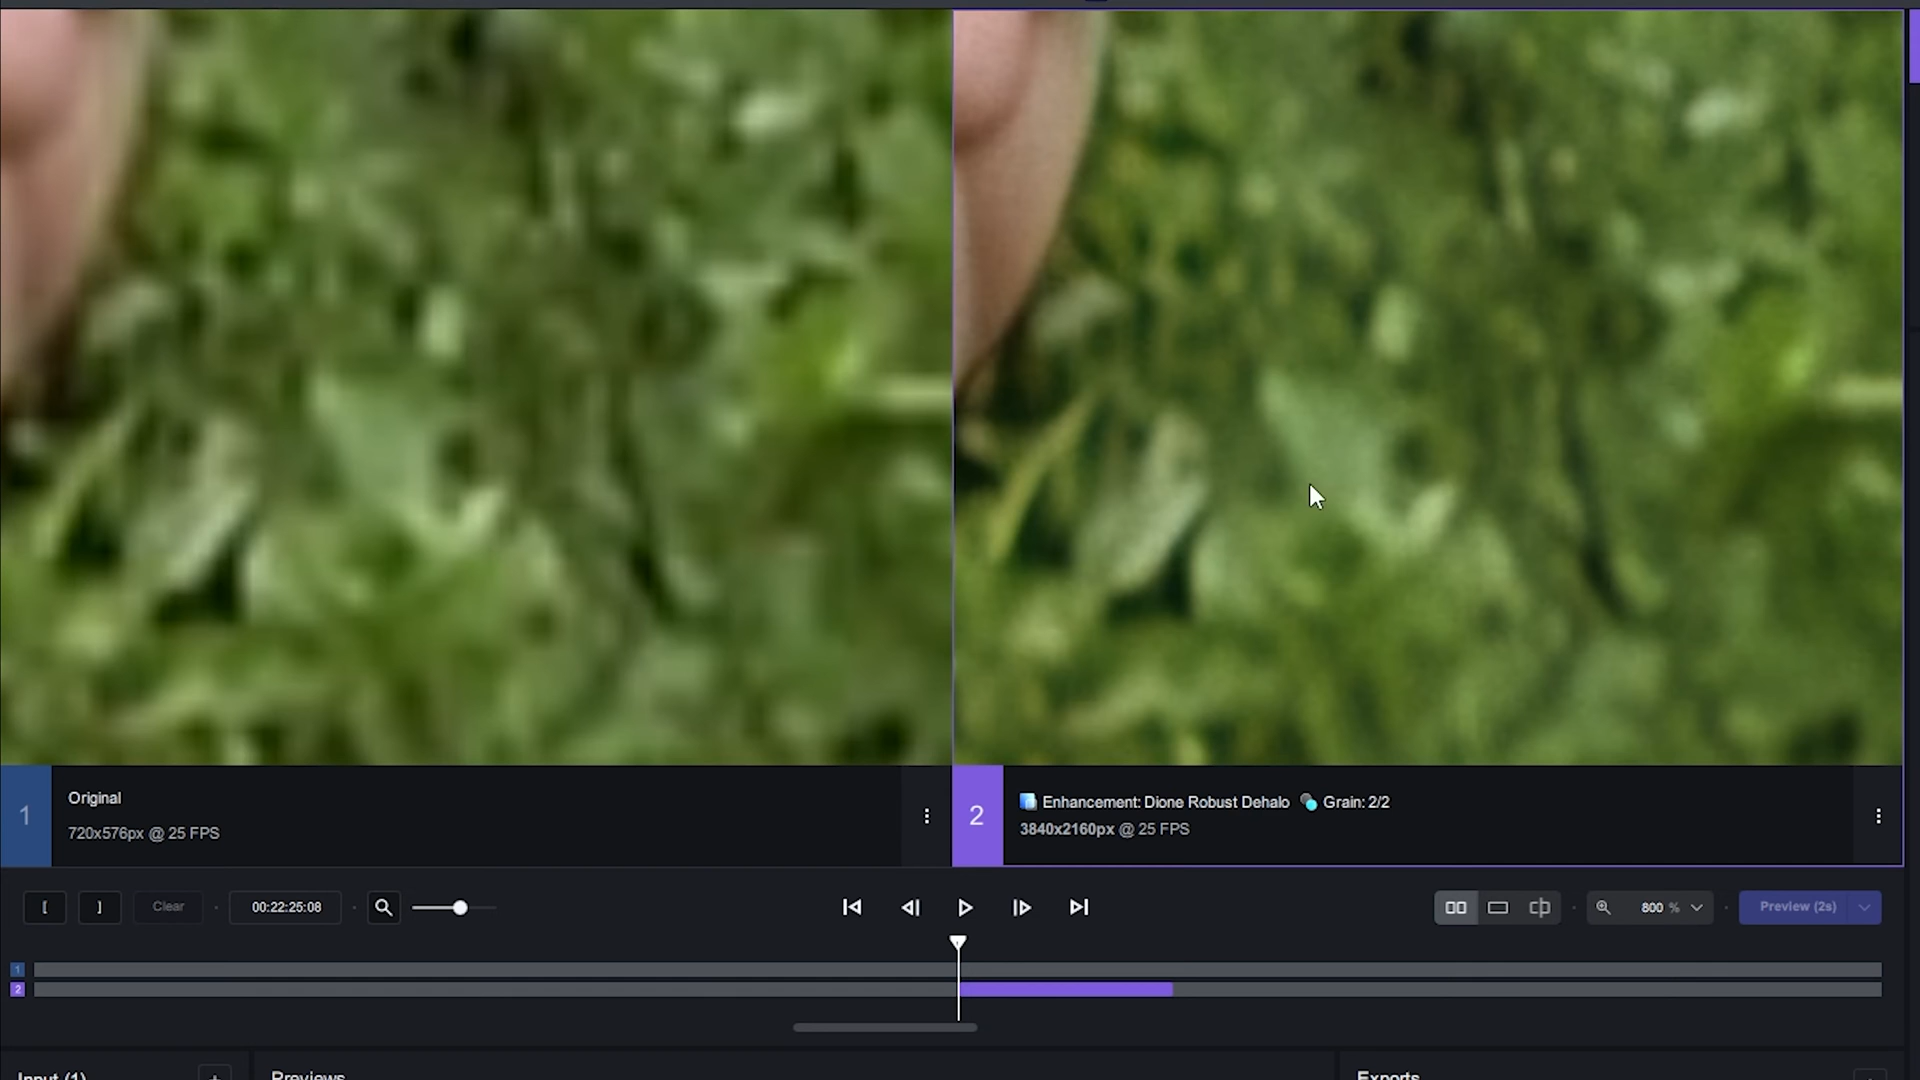 1
Original
720x576px @ 25 FPS
2
Enhancement: Dione Robust Dehalo Grain: 2/2
3840x2160px @ 25 FPS
[ ] Clear 00:22:25:08 800 % Preview (2s)
1
2
Input (1) + Previews Exports